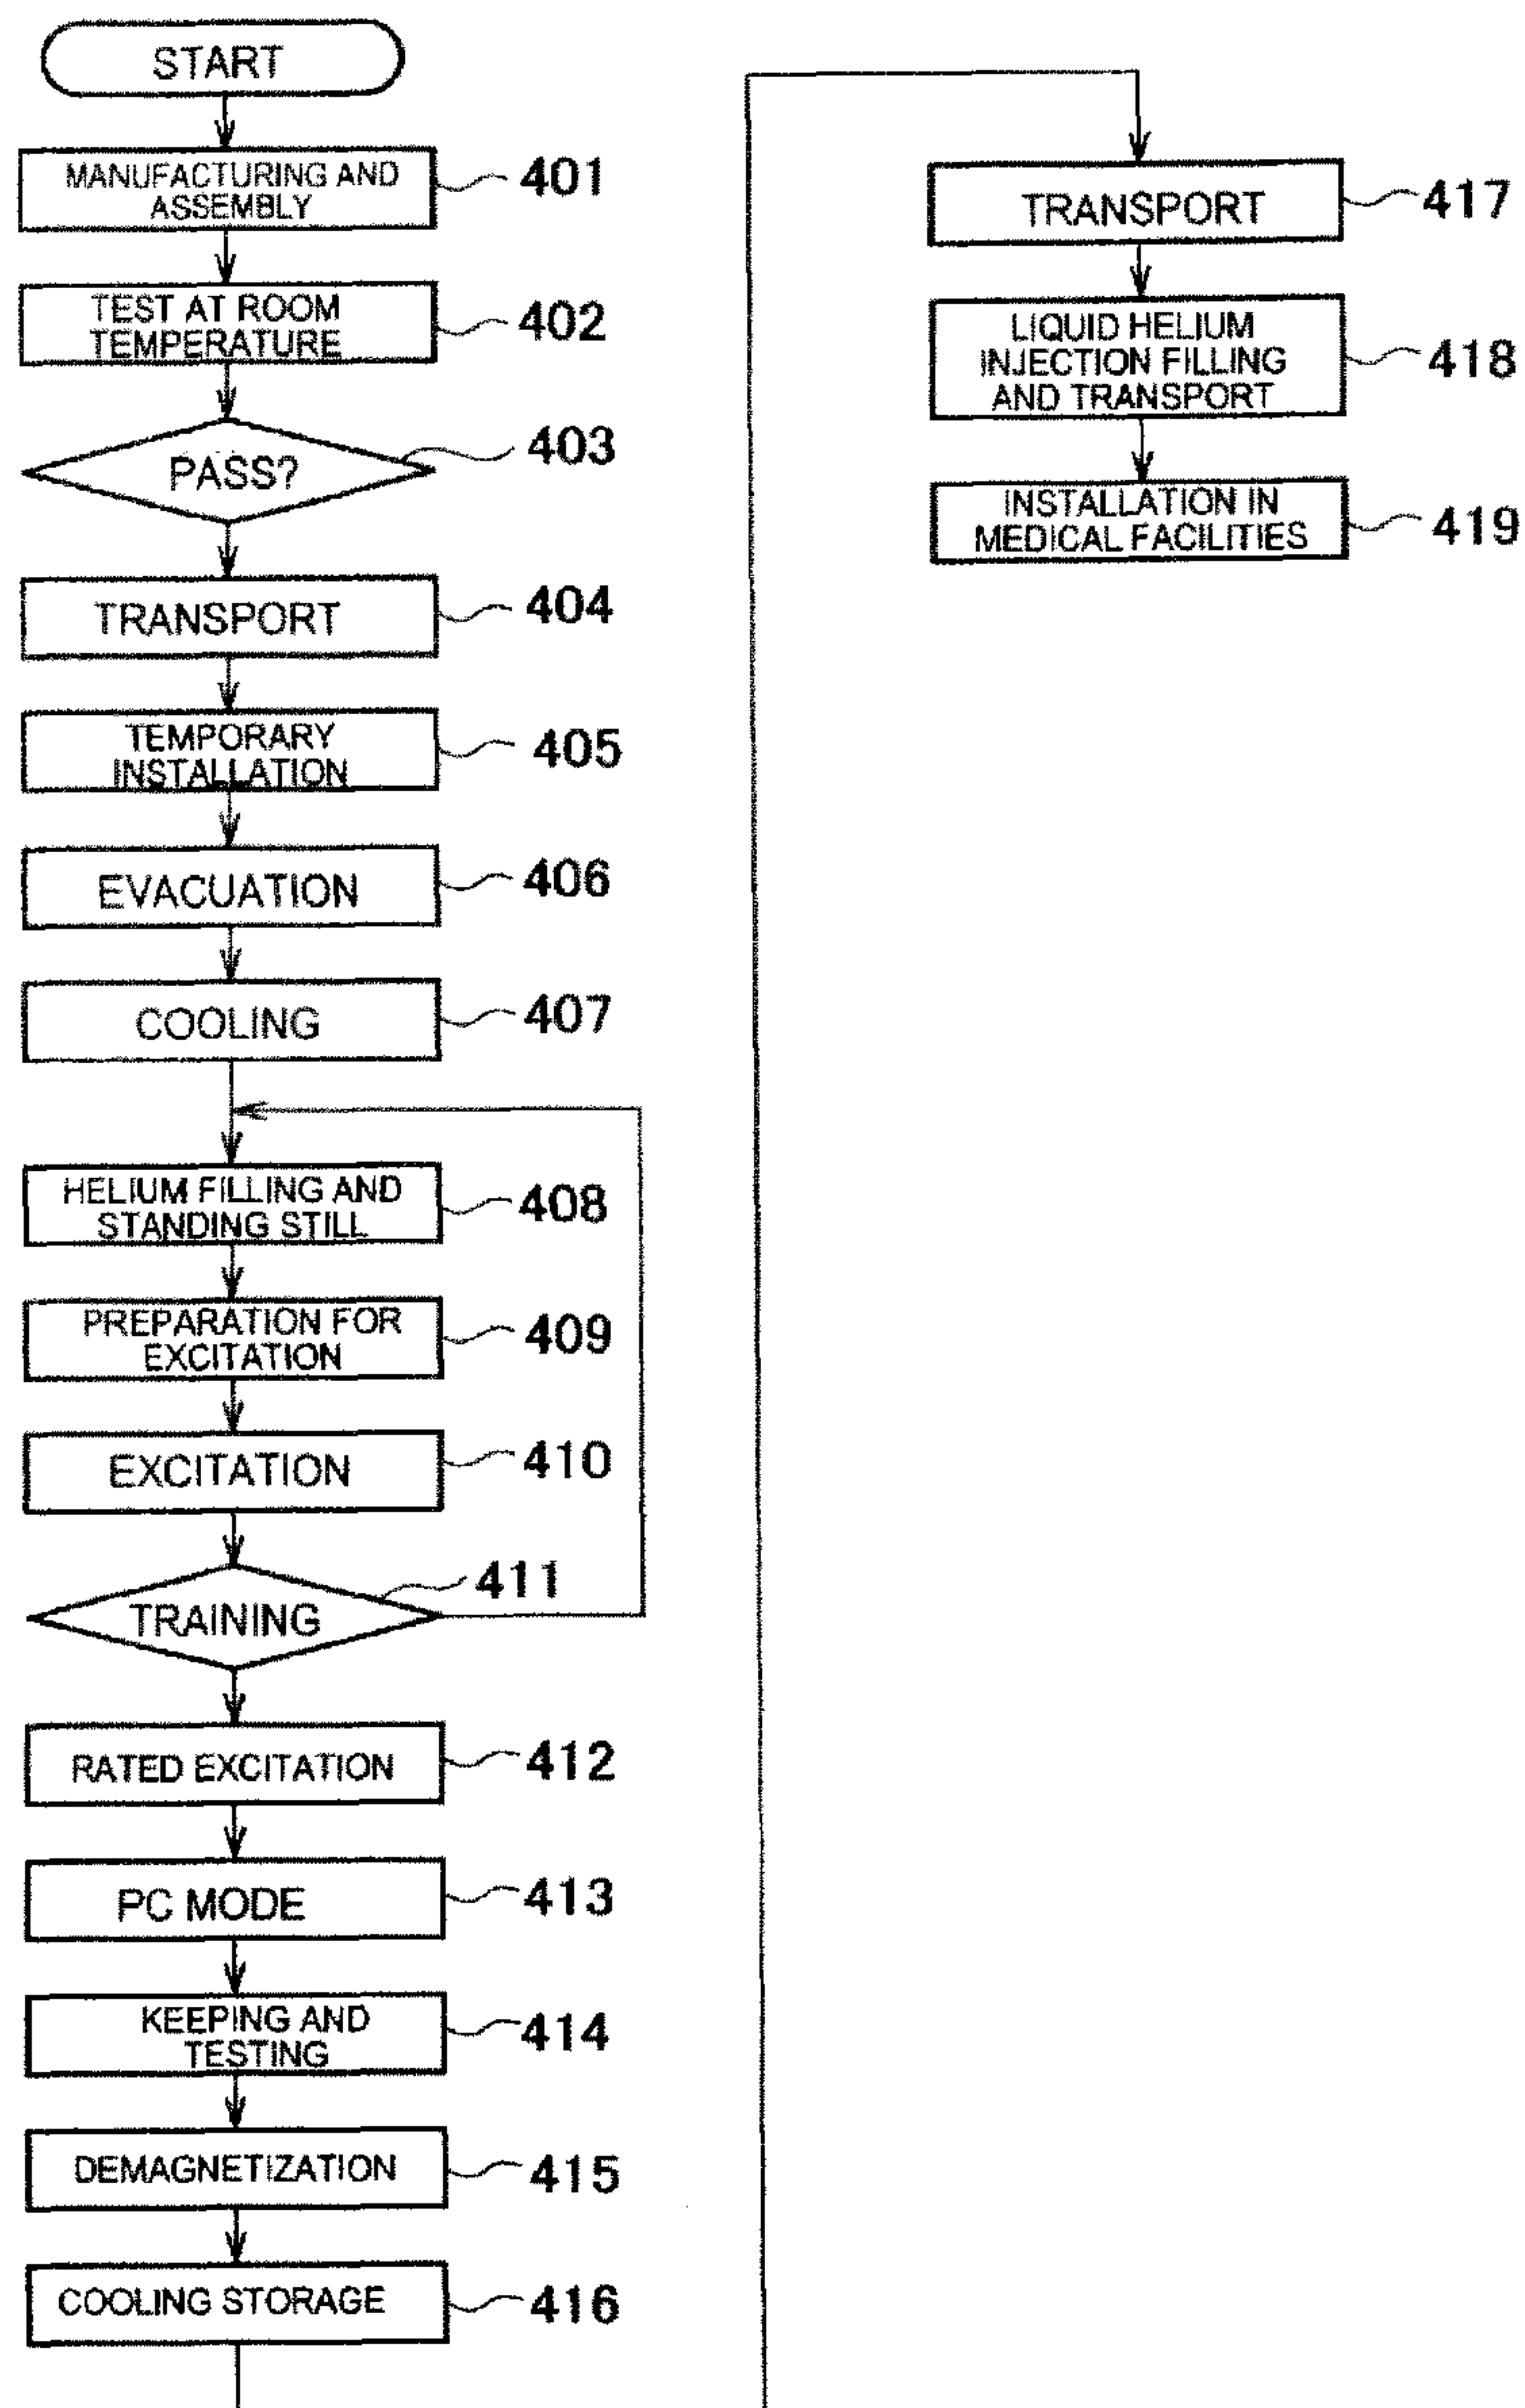 START
MANUFACTURING AND
ASSEMBLY
401
TEST AT ROOM
TEMPERATURE
402
PASS?
403
TRANSPORT
404
TEMPORARY
INSTALLATION
405
EVACUATION
406
COOLING
407
HELIUM FILLING AND
STANDING STILL
408
PREPARATION FOR
EXCITATION
409
EXCITATION
410
TRAINING
411
RATED EXCITATION
412
PC MODE
413
KEEPING AND
TESTING
414
DEMAGNETIZATION
415
COOLING STORAGE
416
TRANSPORT
417
LIQUID HELIUM
INJECTION FILLING
AND TRANSPORT
418
INSTALLATION IN
MEDICAL FACILITIES
419